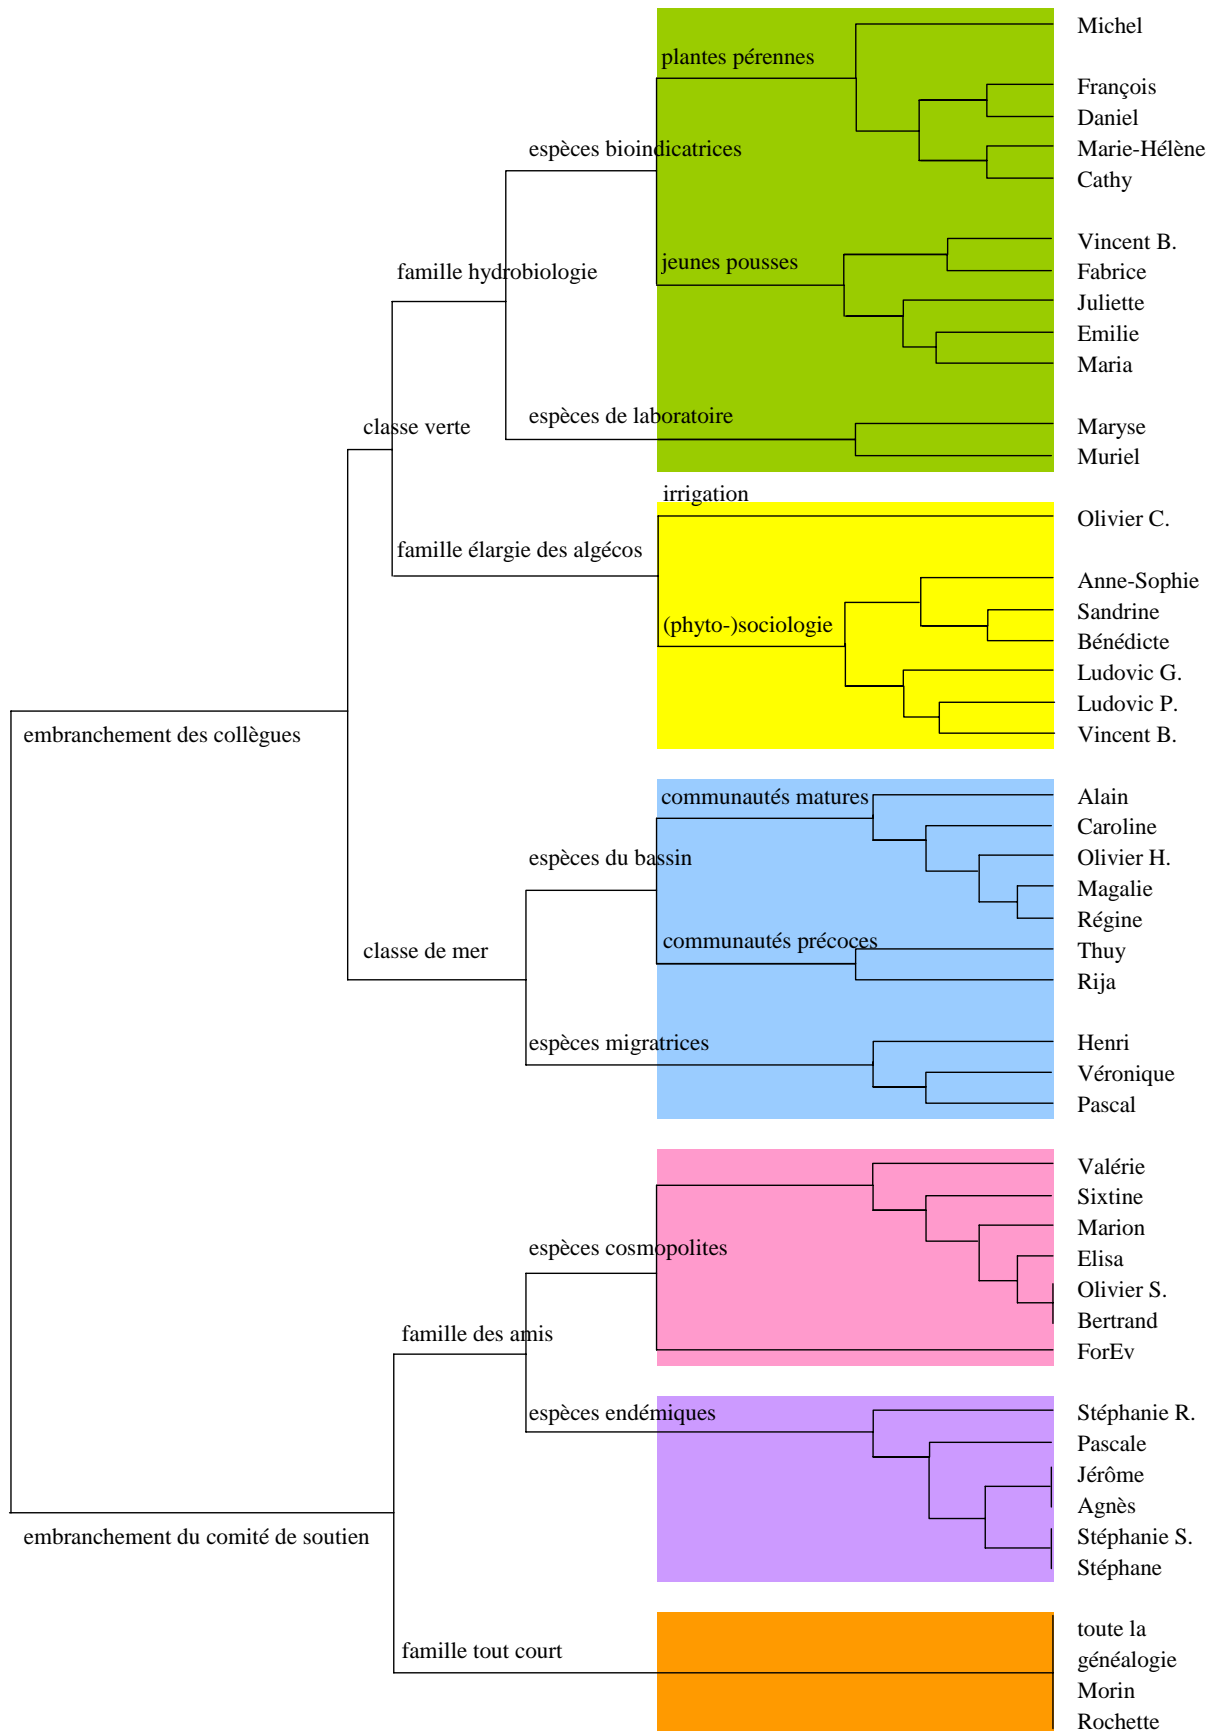 Michel
plantes pérennes
François
Daniel
espèces bioindicatrices
Marie-Hélène
Cathy
Vincent B.
jeunes pousses
famille hydrobiologie
Fabrice
Juliette
Emilie
Maria
espèces de laboratoire
classe verte
Maryse
Muriel
irrigation
Olivier C.
famille élargie des algécos
Anne-Sophie
Sandrine
(phyto-)sociologie
Bénédicte
Ludovic G.
Ludovic P.
embranchement des collègues
Vincent B.
communautés matures
Alain
Caroline
espèces du bassin
Olivier H.
Magalie
Régine
communautés précoces
classe de mer
Thuy
Rija
espèces migratrices
Henri
Véronique
Pascal
Valérie
Sixtine
Marion
espèces cosmopolites
Elisa
Olivier S.
Bertrand
famille des amis
ForEv
espèces endémiques
Stéphanie R.
Pascale
Jérôme
Agnès
embranchement du comité de soutien
Stéphanie S.
Stéphane
famille tout court
toute la
généalogie
Morin
Rochette